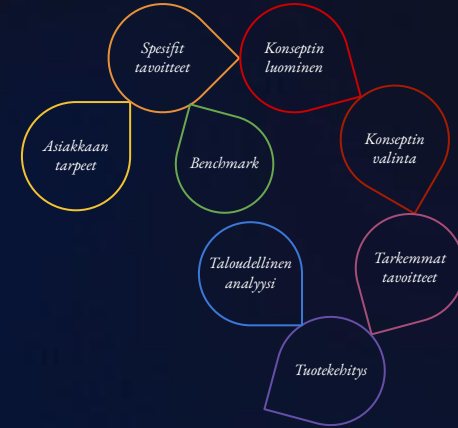 Spesifit
tavoitteet
Konseptin
luominen
Asiakkaan
tarpeet
Benchmark
Konseptin
valinta
Taloudellinen
analyysi
Tarkemmat
tavoitteet
Tuotekehitys